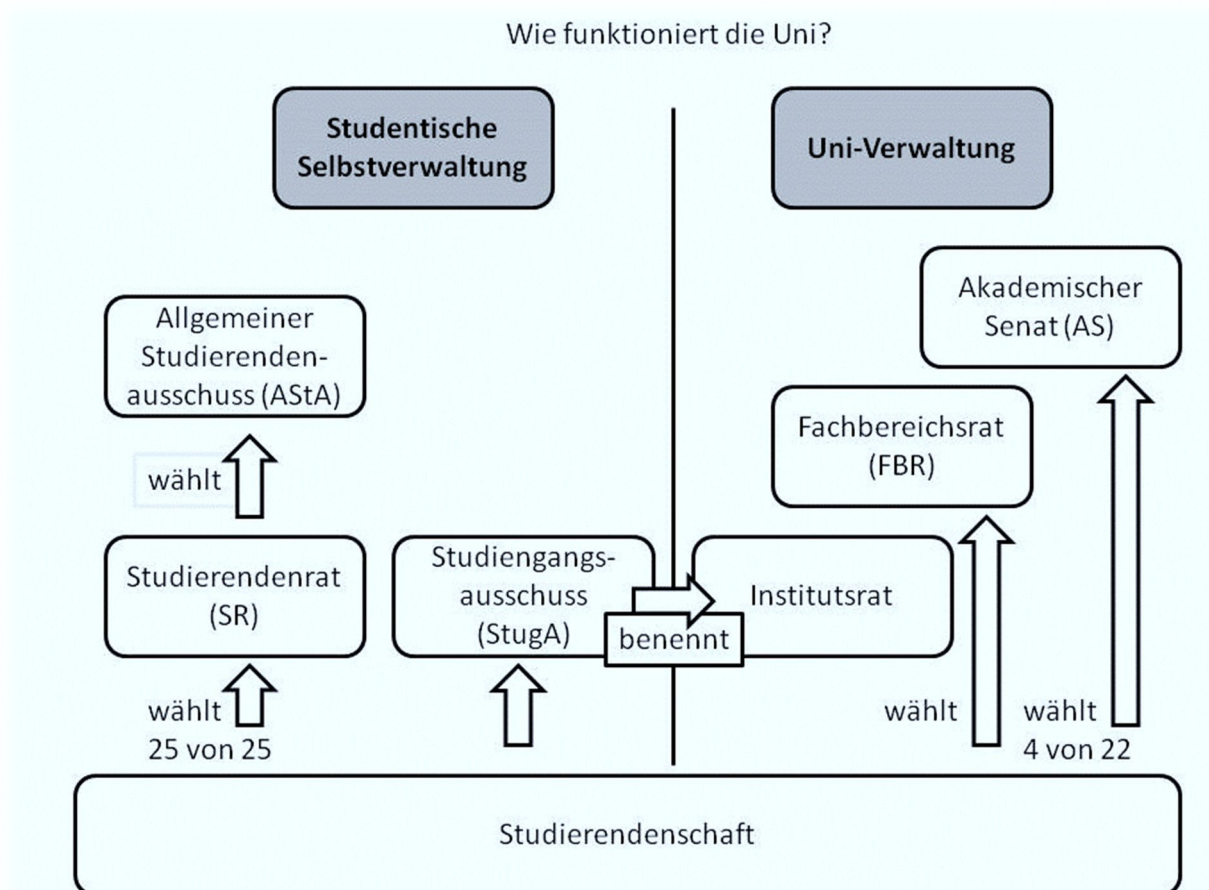 Wie funktioniert die Uni?
Studentische
Selbstverwaltung
Uni-Verwaltung
Akademischer
Senat (AS)
Allgemeiner
Studierenden-
ausschuss (AStA)
Fachbereichsrat
(FBR)
wählt
Studierendenrat
(SR)
Studiengangs-
ausschuss
(StugA)
benennt
Institutsrat
wählt
25 von 25
wählt
wählt
4 von 22
Studierendenschaft